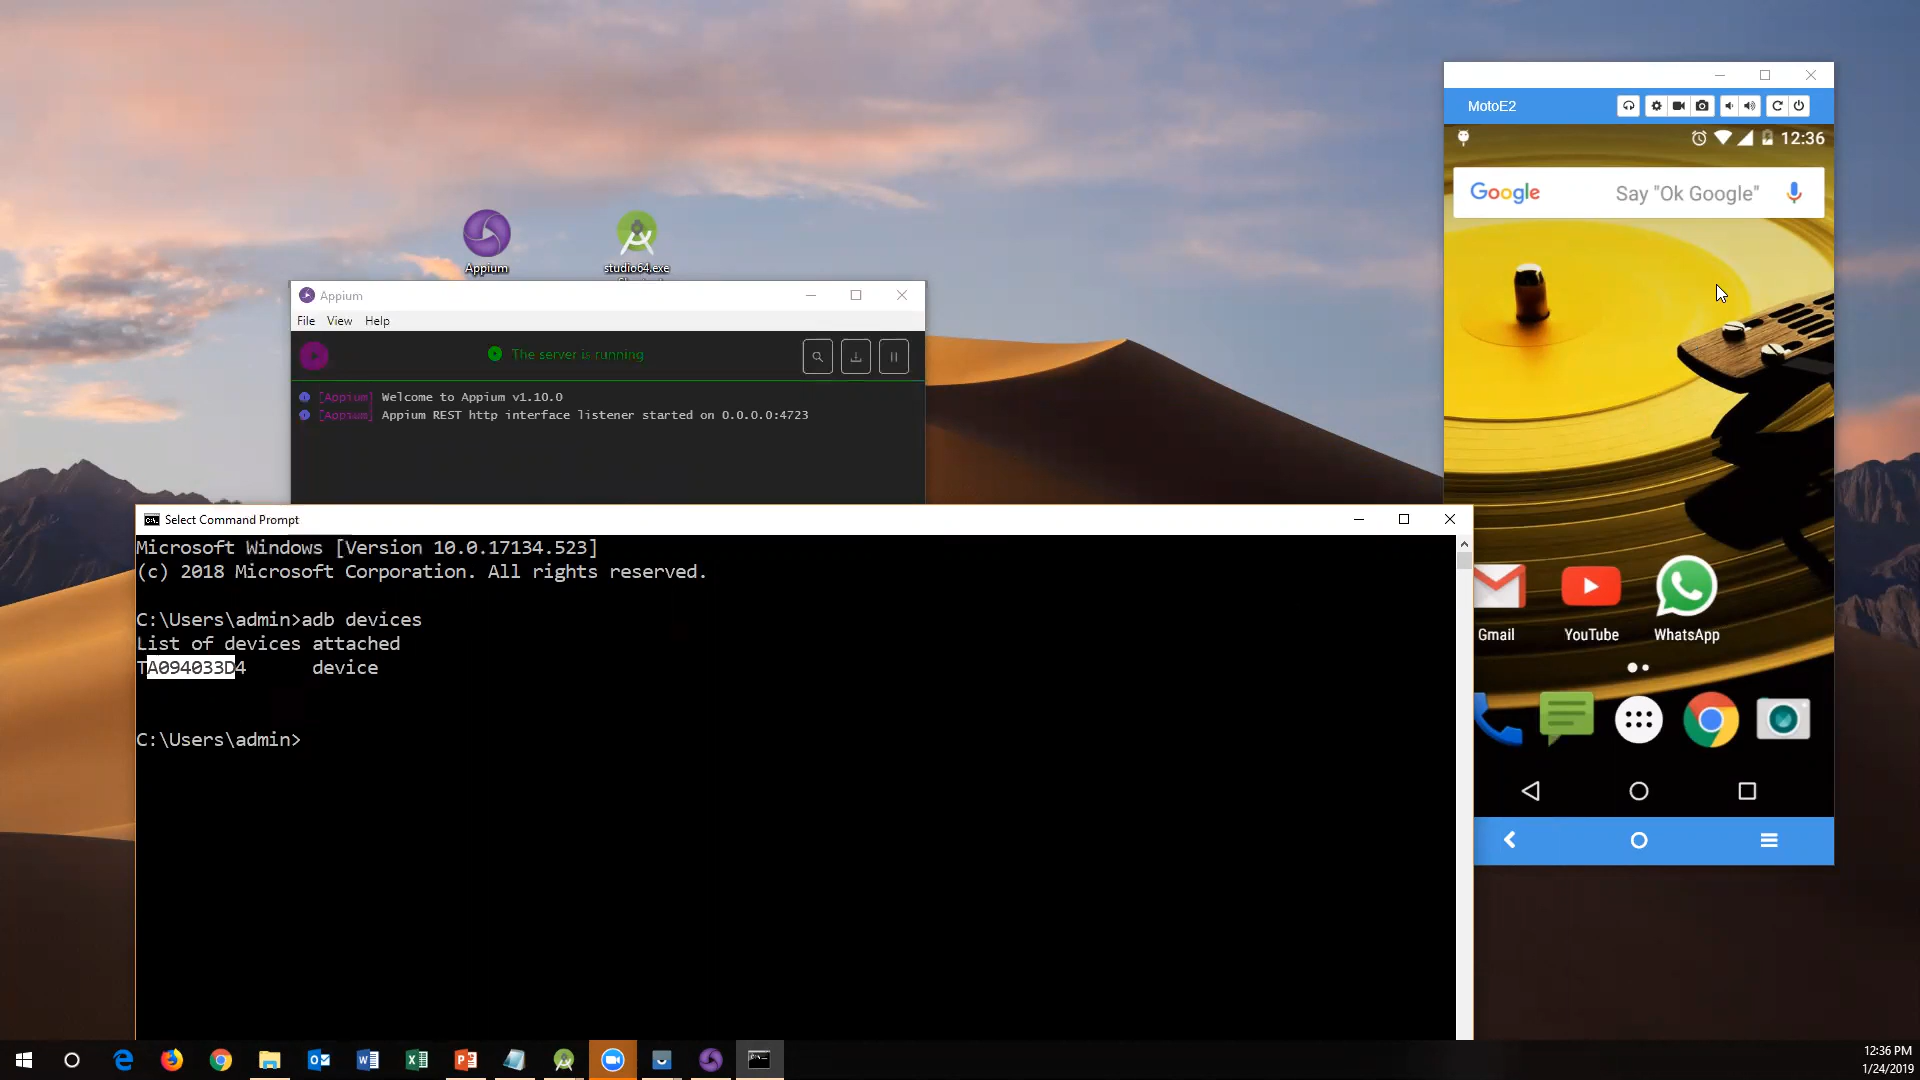 MotoE2
12:36
Google Say "Ok Google"
Appium
studio64.exe
Appium
File View Help
The server is running
[Appium] Welcome to Appium v1.10.0
[Appium] Appium REST http interface listener started on 0.0.0.0:4723
Select Command Prompt
Microsoft Windows [Version 10.0.17134.523]
(c) 2018 Microsoft Corporation. All rights reserved.
C:\Users\admin>adb devices
List of devices attached
TA094033D4 device
C:\Users\admin>
Gmail YouTube WhatsApp
12:36 PM
1/24/2019